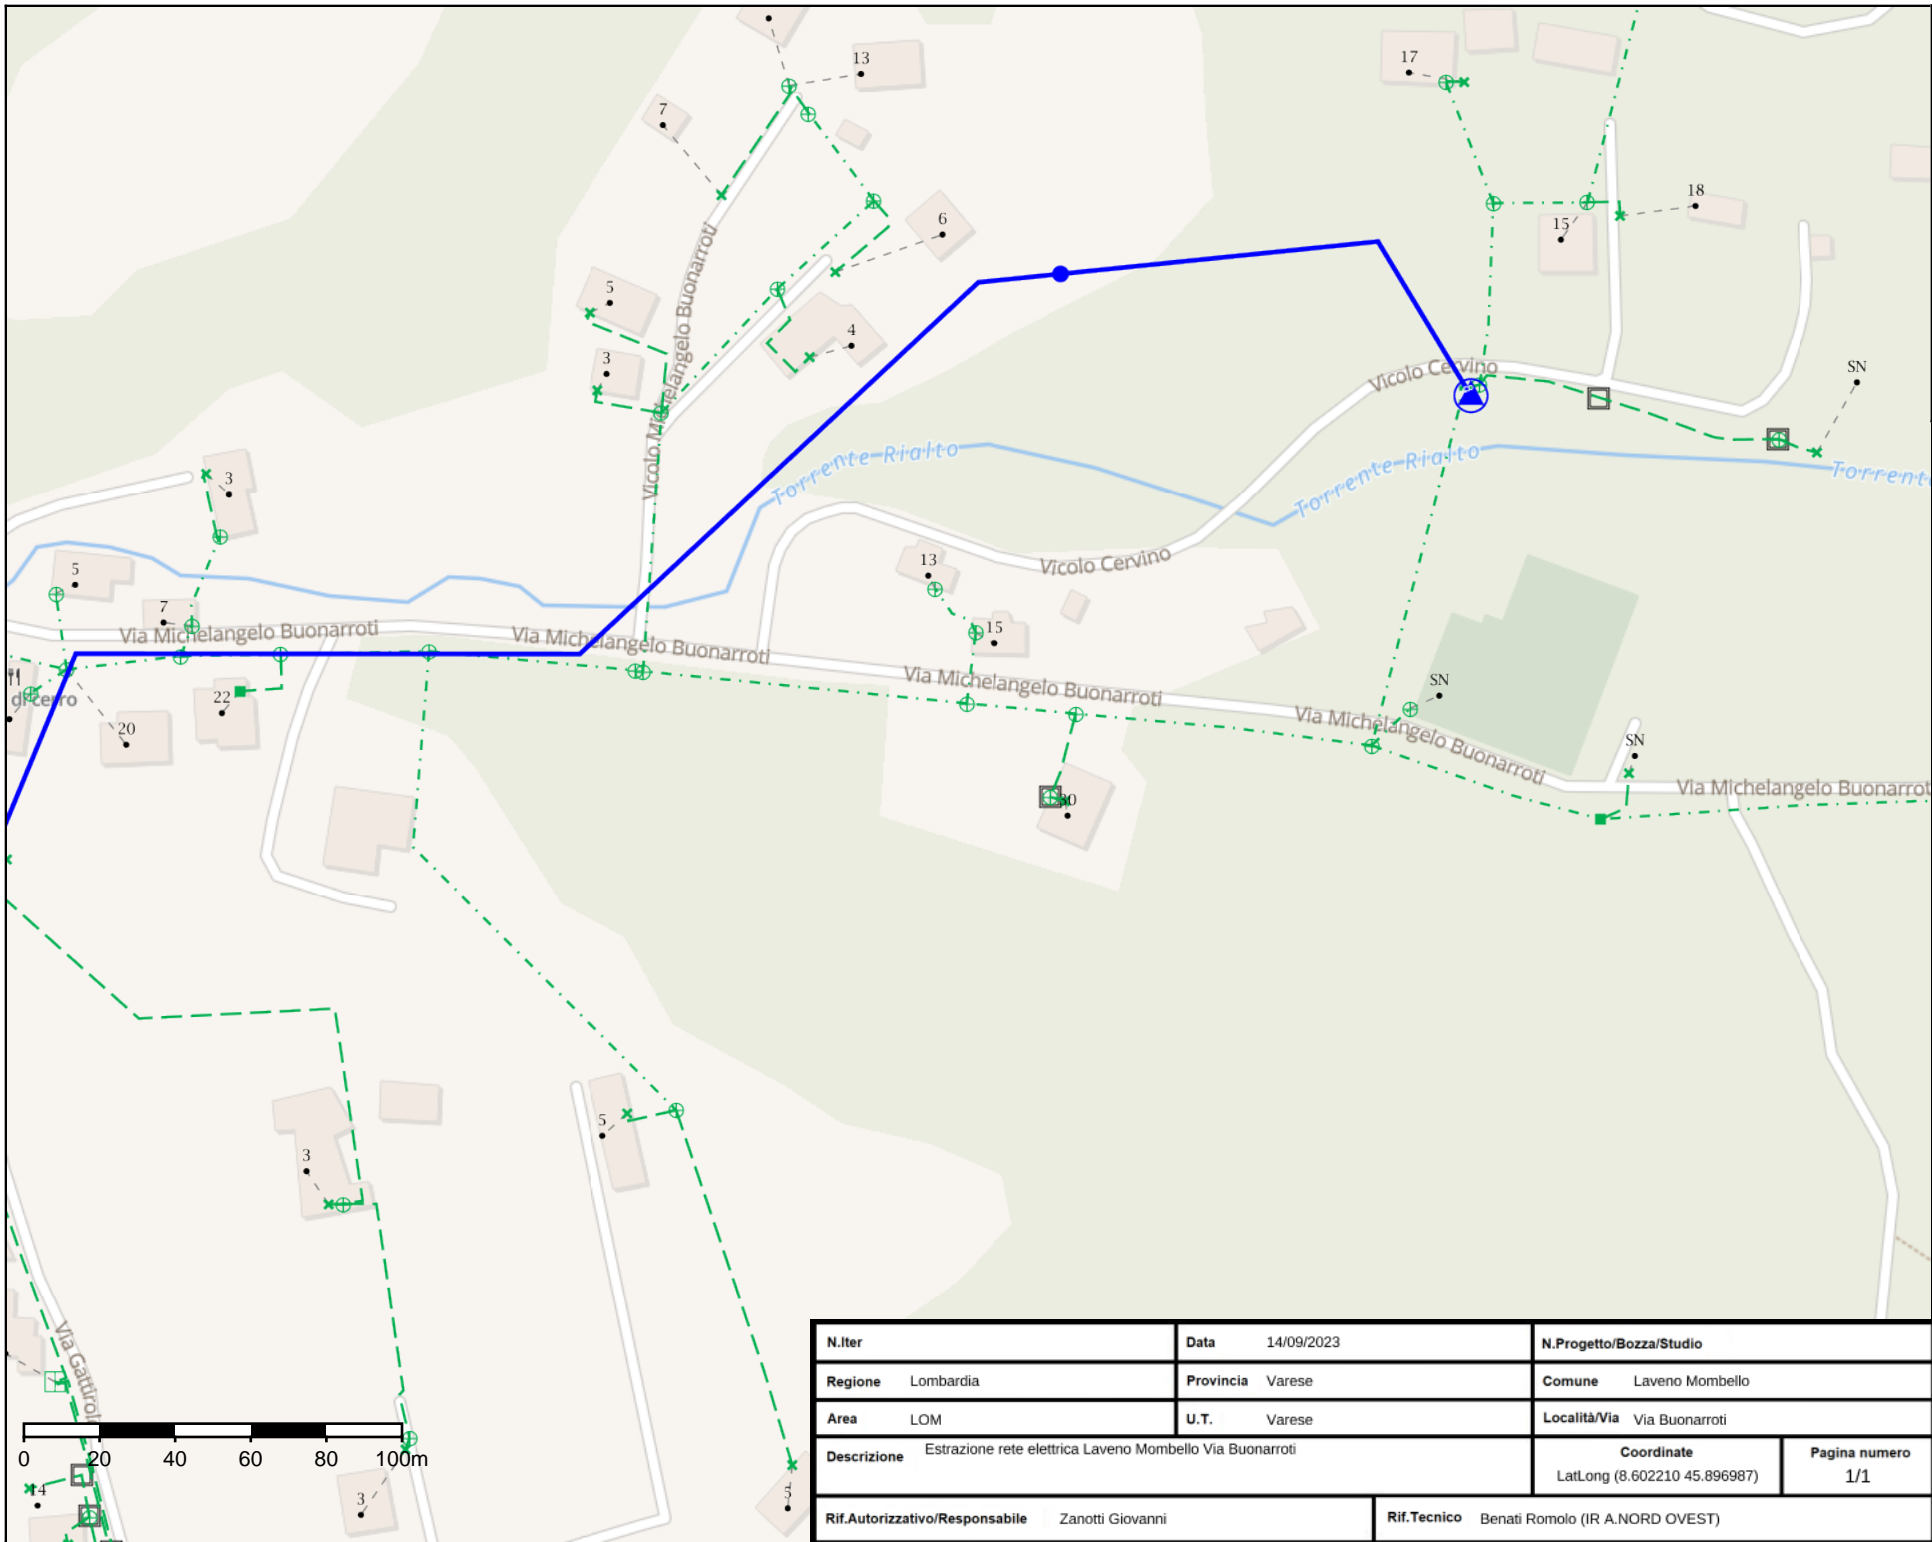 13
17
7
18
6
15
5
4
Vicolo Michelangelo Buonarroti
3
Vicolo Cervino
SN
Torrente Rialto
Torrente Rialto
Torrent
3
13
Vicolo Cervino
5
7
15
Via Michelangelo Buonarroti
Via Michelangelo Buonarroti
Via Michelangelo Buonarroti
SN
di cerro
22
20
Via Michelangelo Buonarroti
SN
Via Michelangelo Buonarrot
30
5
3
Via Gattirol
0 20 40 60 80 100m
14
3
5
N.Iter
Data 14/09/2023
N.Progetto/Bozza/Studio
Regione Lombardia
Provincia Varese
Comune Laveno Mombello
Area LOM
U.T. Varese
Località/Via Via Buonarroti
Descrizione Estrazione rete elettrica Laveno Mombello Via Buonarroti
Coordinate
LatLong (8.602210 45.896987)
Pagina numero
1/1
Rif.Autorizzativo/Responsabile Zanotti Giovanni
Rif.Tecnico Benati Romolo (IR A.NORD OVEST)